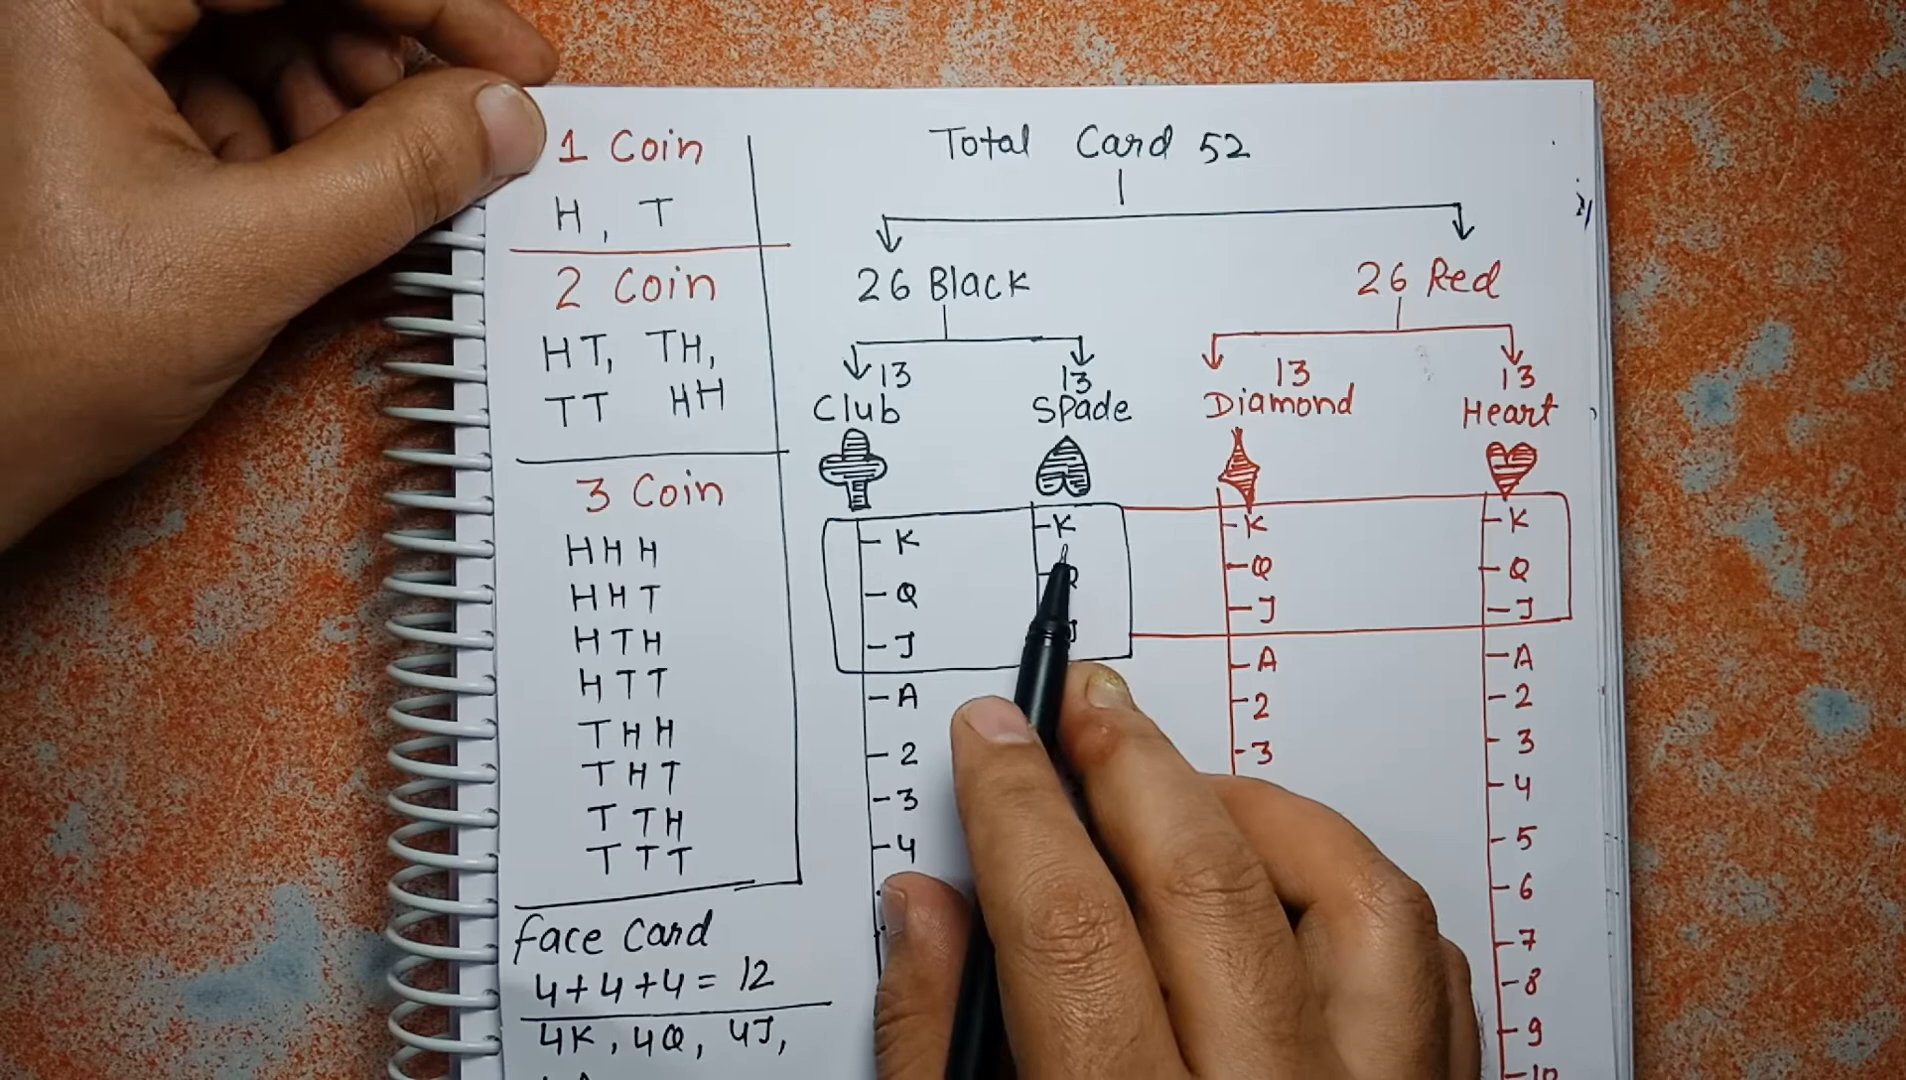 1 Coin
H, T
2 Coin
HT, TH,
TT HH
3 Coin
HHH
HHT
HTH
HTT
THH
THT
TTH
TTT
face Card
4+4+4 = 12
4K, 4Q, 4J,
Total Card 52
26 Black
26 Red
13
Club
13
Spade
13
Diamond
13
Heart
K
Q
J
A
2
3
4
K
Q
J
K
Q
J
A
2
3
K
Q
J
A
2
3
4
5
6
7
8
9
10